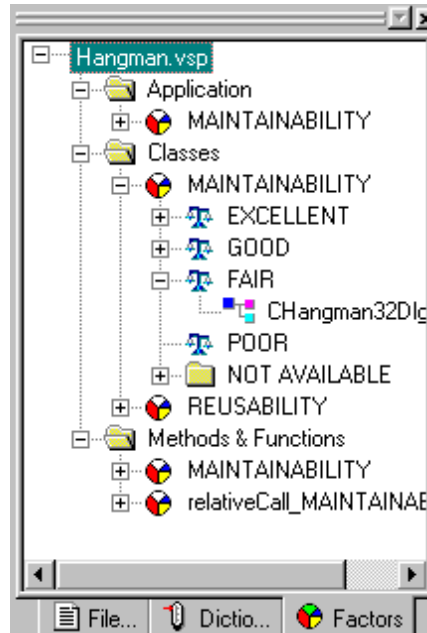 Hangman.vsp
Application
MAINTAINABILITY
Classes
MAINTAINABILITY
EXCELLENT
GOOD
FAIR
CHangman32Dlg
POOR
NOT AVAILABLE
REUSABILITY
Methods & Functions
MAINTAINABILITY
relativeCall_MAINTAINAB
File... Dictio... Factors